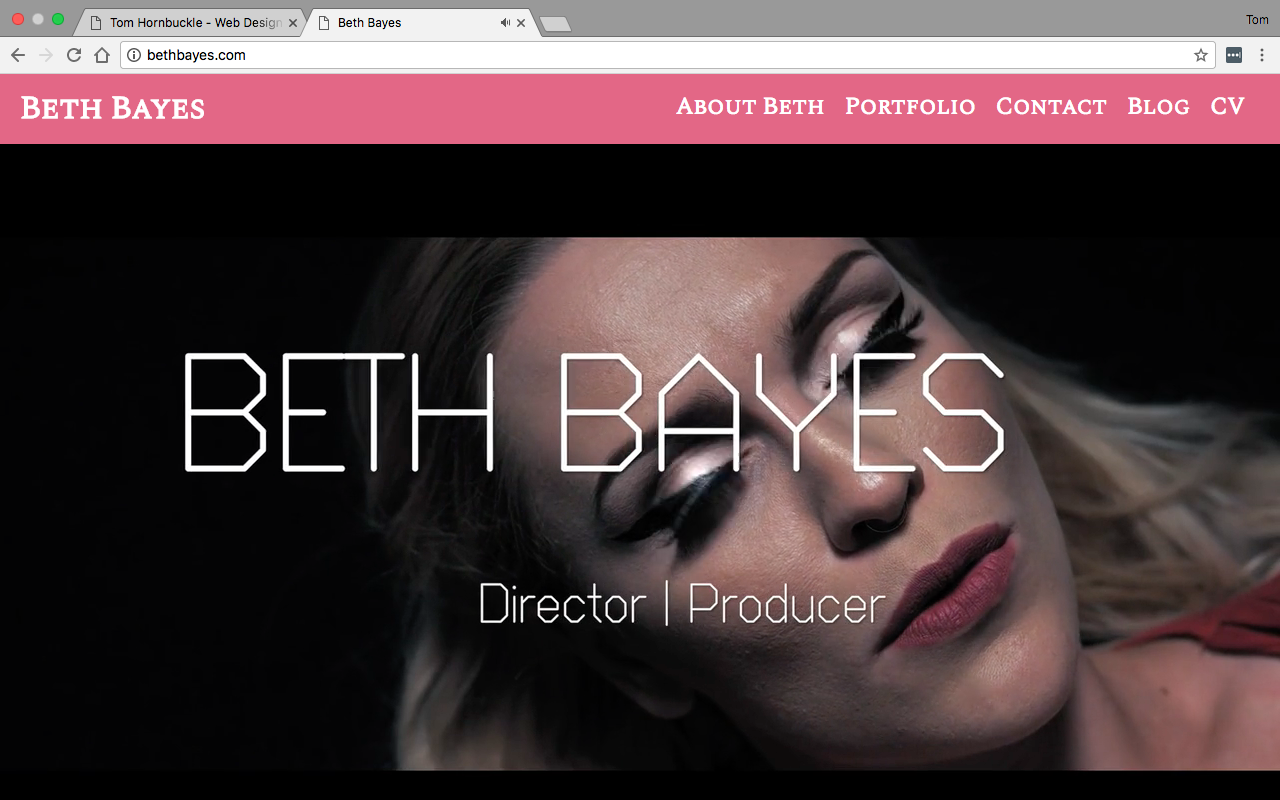 Tom Hornbuckle - Web Design
Beth Bayes
Tom
bethbayes.com
Beth Bayes
About Beth Portfolio Contact Blog CV
BETH BAYES
Director | Producer